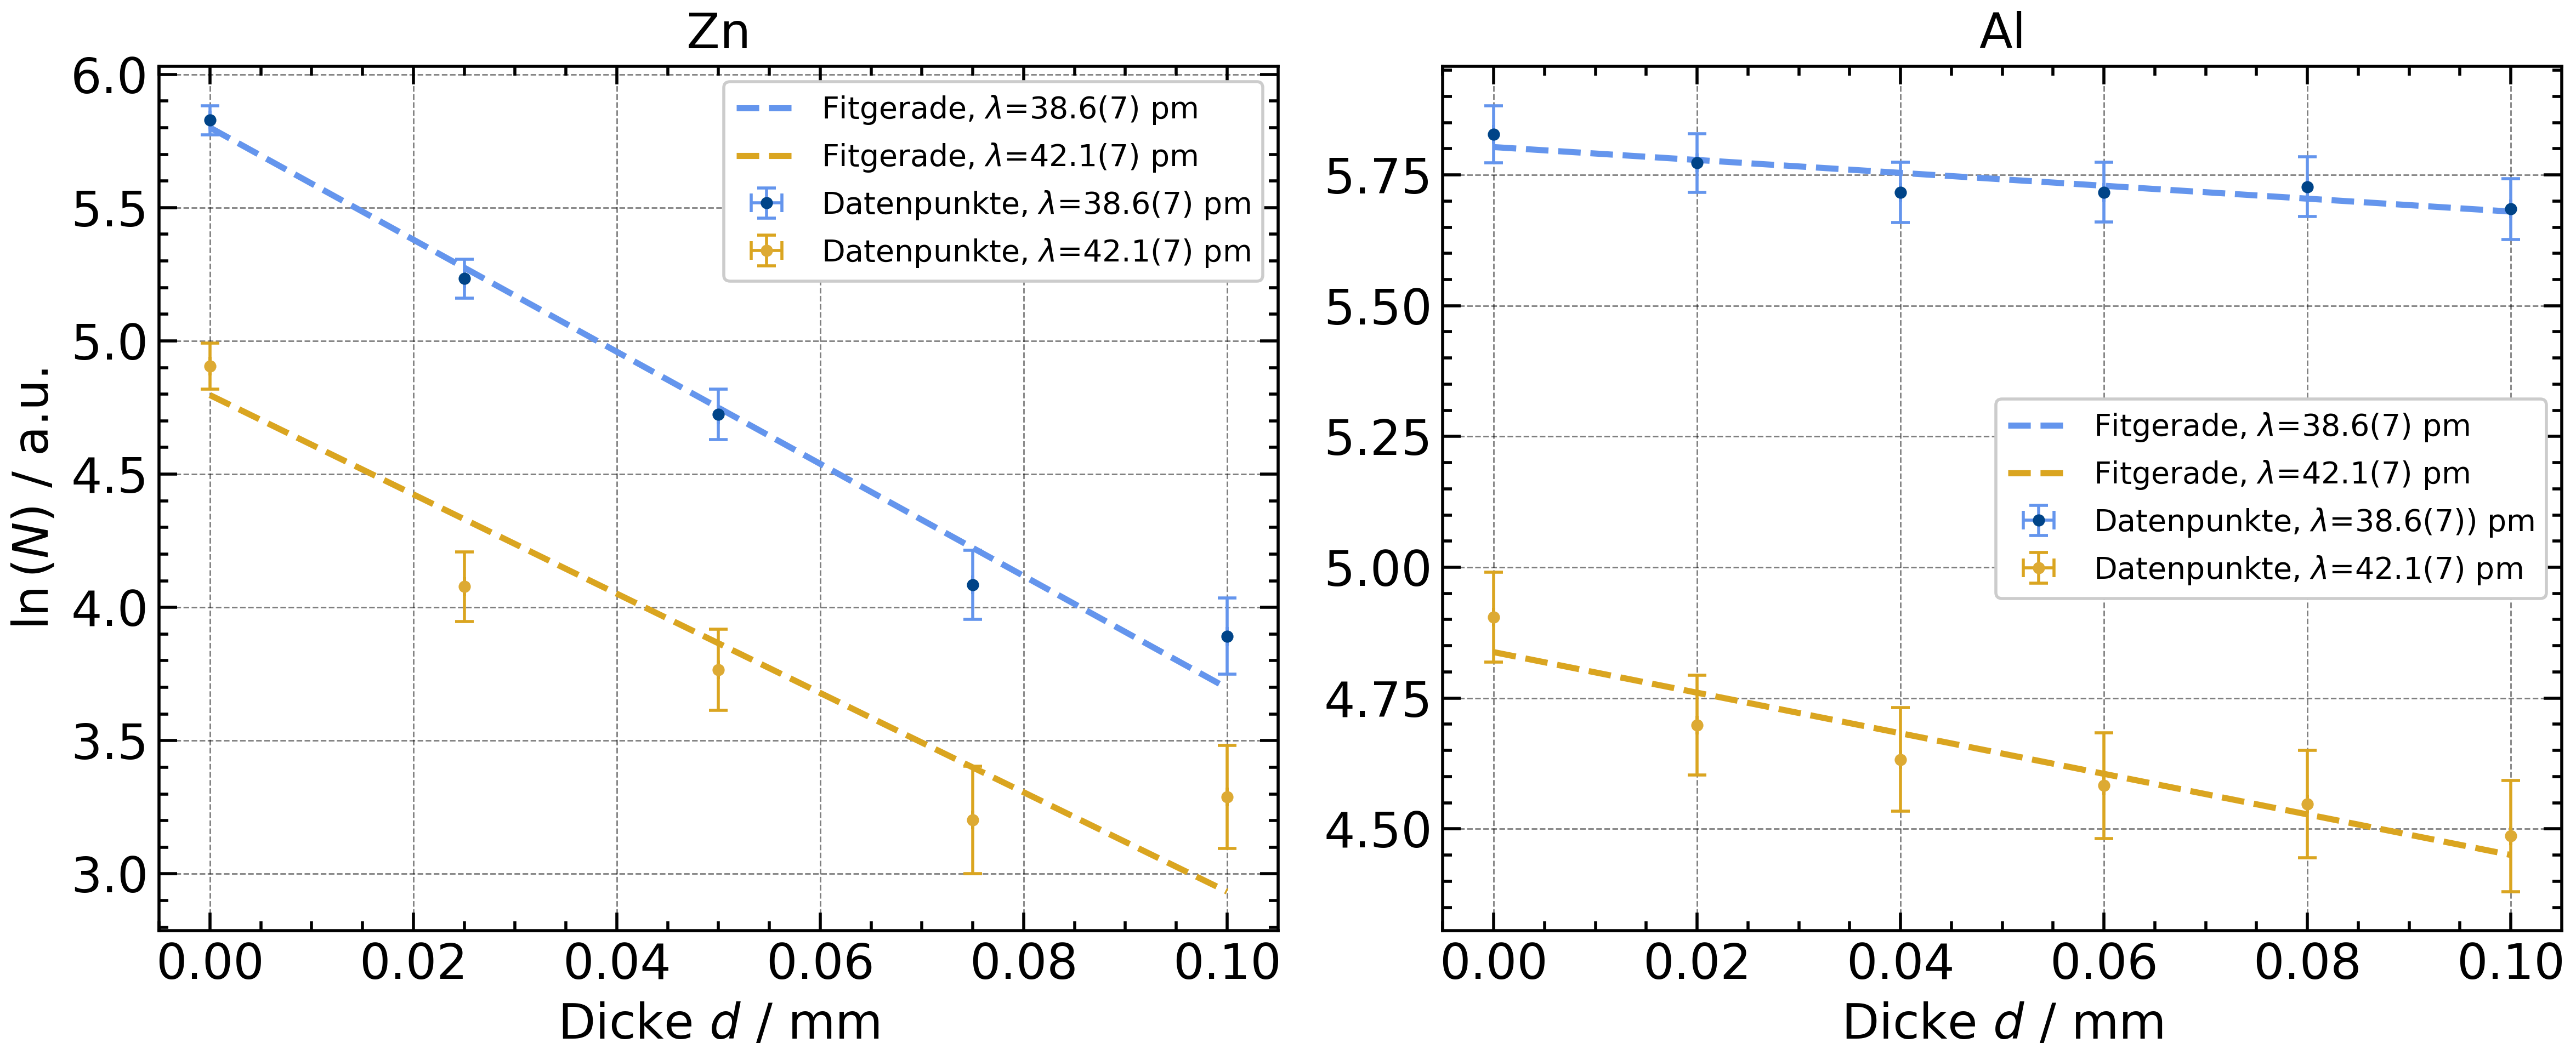 Zn
6.0
5.5
5.0
4.5
4.0
3.5
3.0
ln (N) / a.u.
Fitgerade, λ=38.6(7) pm
Fitgerade, λ=42.1(7) pm
Datenpunkte, λ=38.6(7) pm
Datenpunkte, λ=42.1(7) pm
0.00 0.02 0.04 0.06 0.08 0.10
Dicke d / mm
Al
5.75
5.50
5.25
5.00
4.75
4.50
Fitgerade, λ=38.6(7) pm
Fitgerade, λ=42.1(7) pm
Datenpunkte, λ=38.6(7)) pm
Datenpunkte, λ=42.1(7) pm
0.00 0.02 0.04 0.06 0.08 0.10
Dicke d / mm